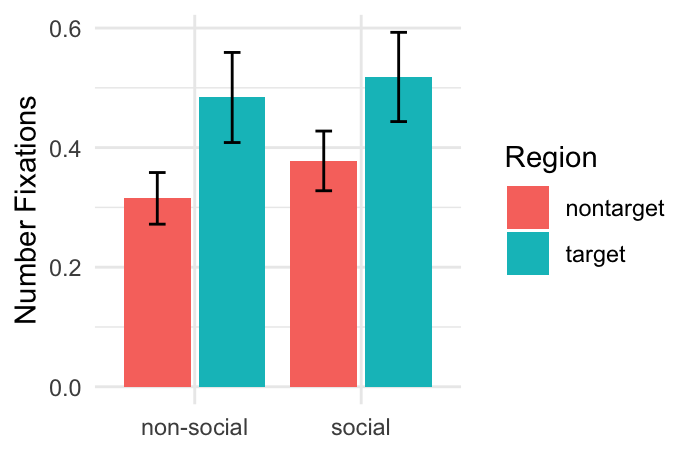 Number Fixations
0.6
0.4
0.2
0.0
non-social
social
Region
nontarget
target